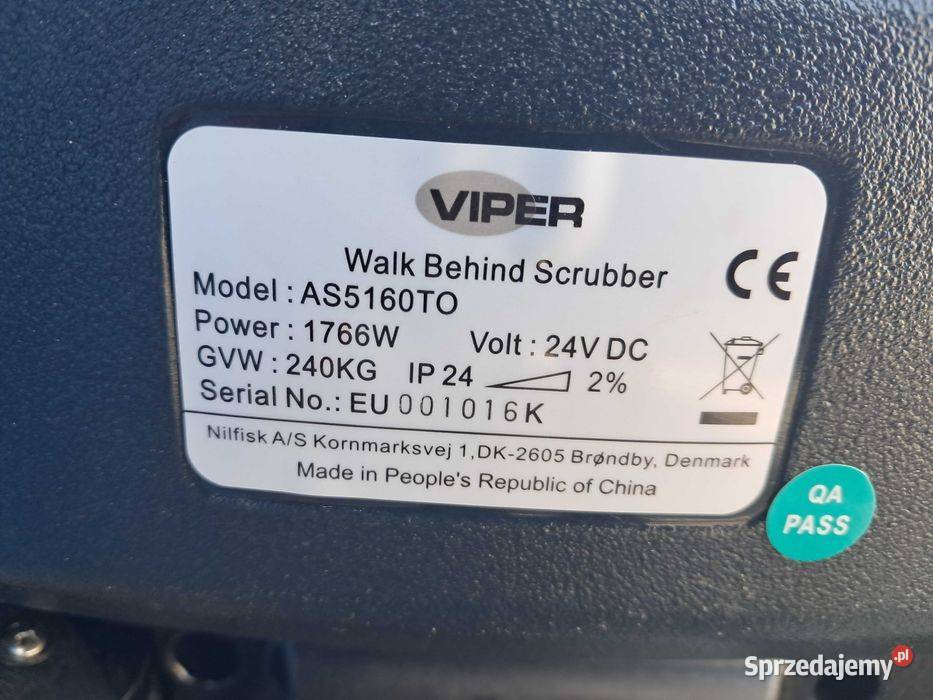 VIPER
Walk Behind Scrubber
CE
Model : AS5160TO
Power : 1766W Volt : 24V DC
GVW : 240KG IP 24 2%
Serial No.: EU 001016K
Nilfisk A/S Kornmarksvej 1,DK-2605 Brøndby, Denmark
Made in People's Republic of China
QA
PASS
Sprzedajemy.pl